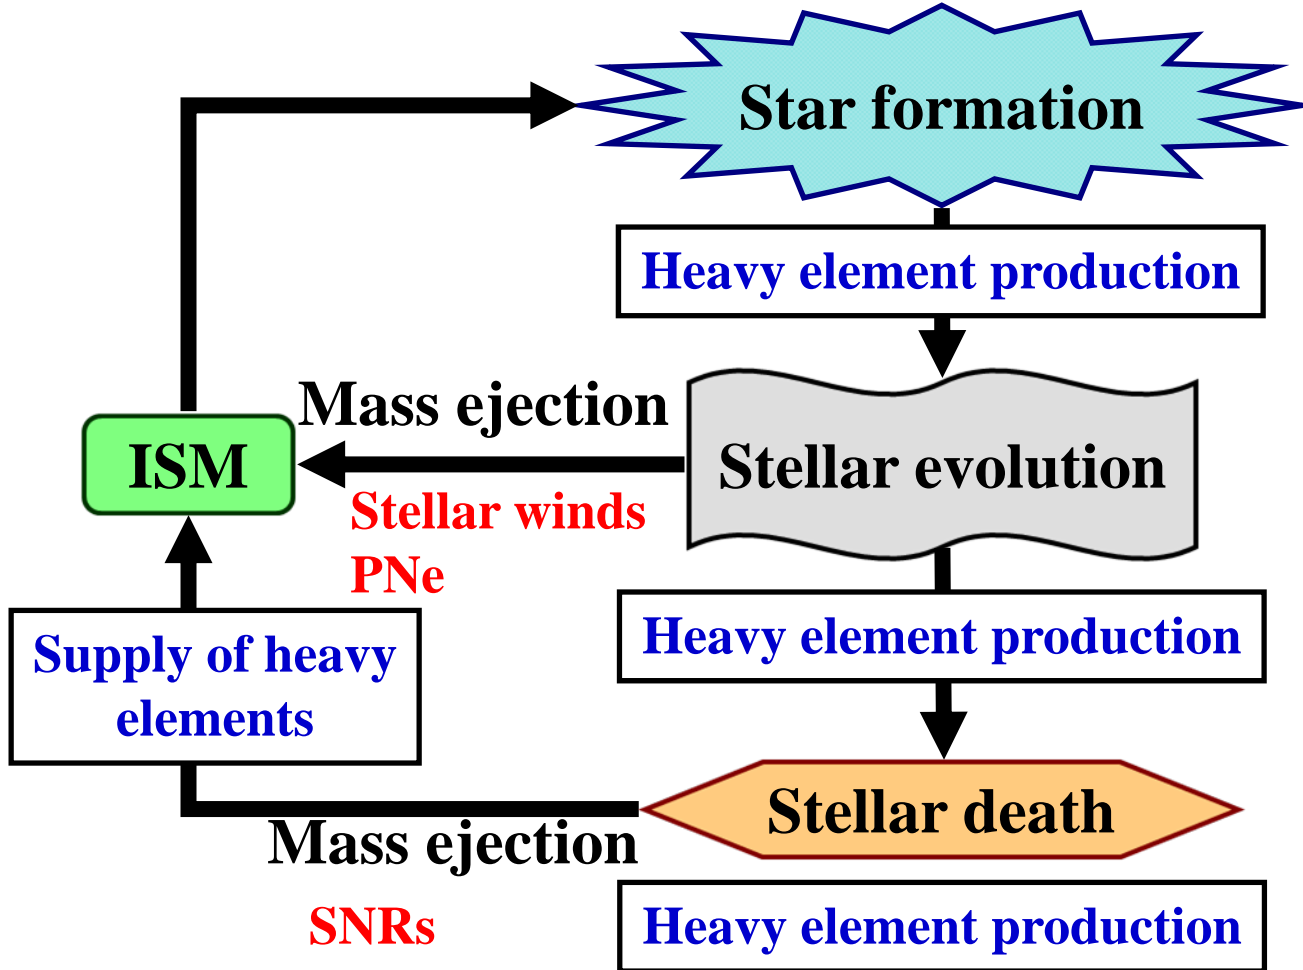 Star formation
Heavy element production
Mass ejection
ISM
Stellar evolution
Stellar winds
PNe
Heavy element production
Supply of heavy
elements
Stellar death
Mass ejection
SNRs
Heavy element production